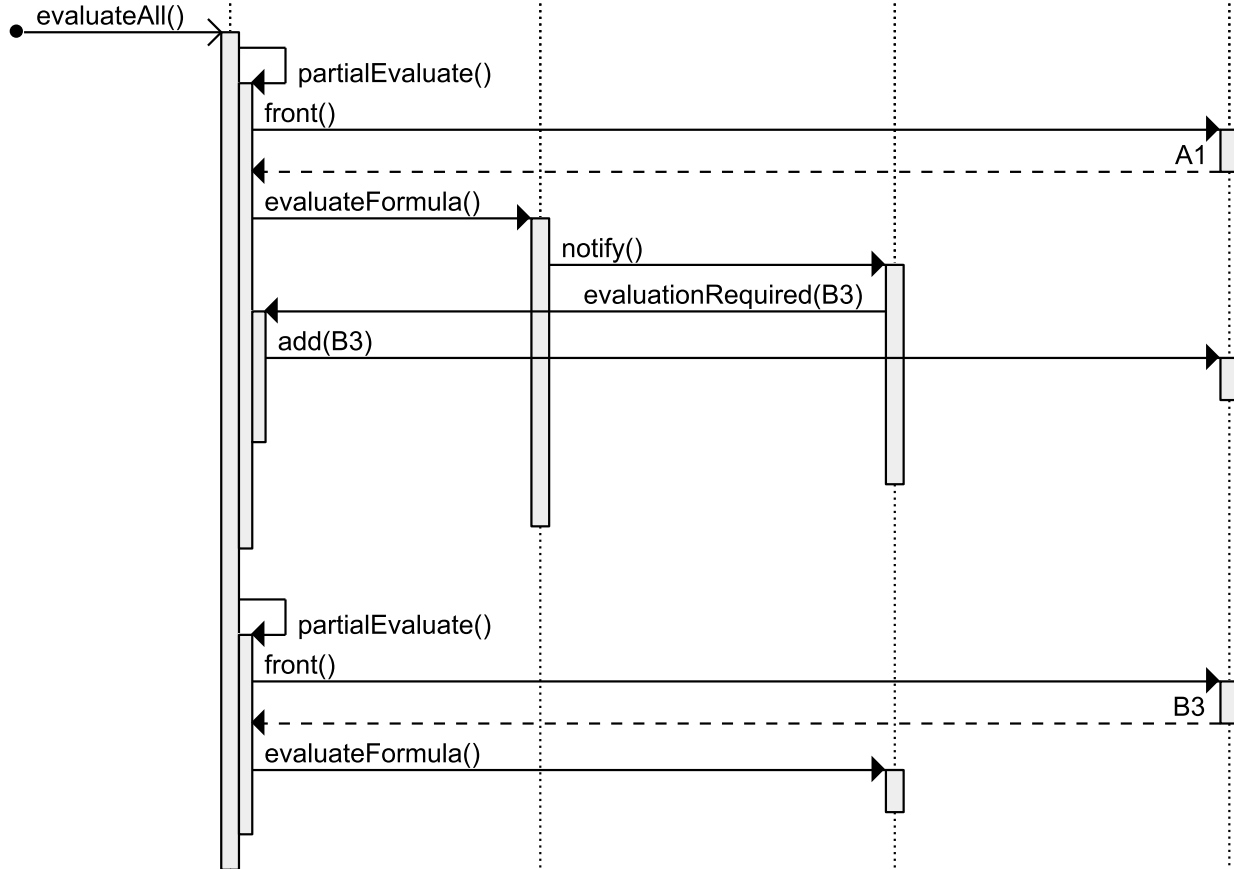 evaluateAll()
partialEvaluate()
front()
A1
evaluateFormula()
notify()
evaluationRequired(B3)
add(B3)
partialEvaluate()
front()
B3
evaluateFormula()